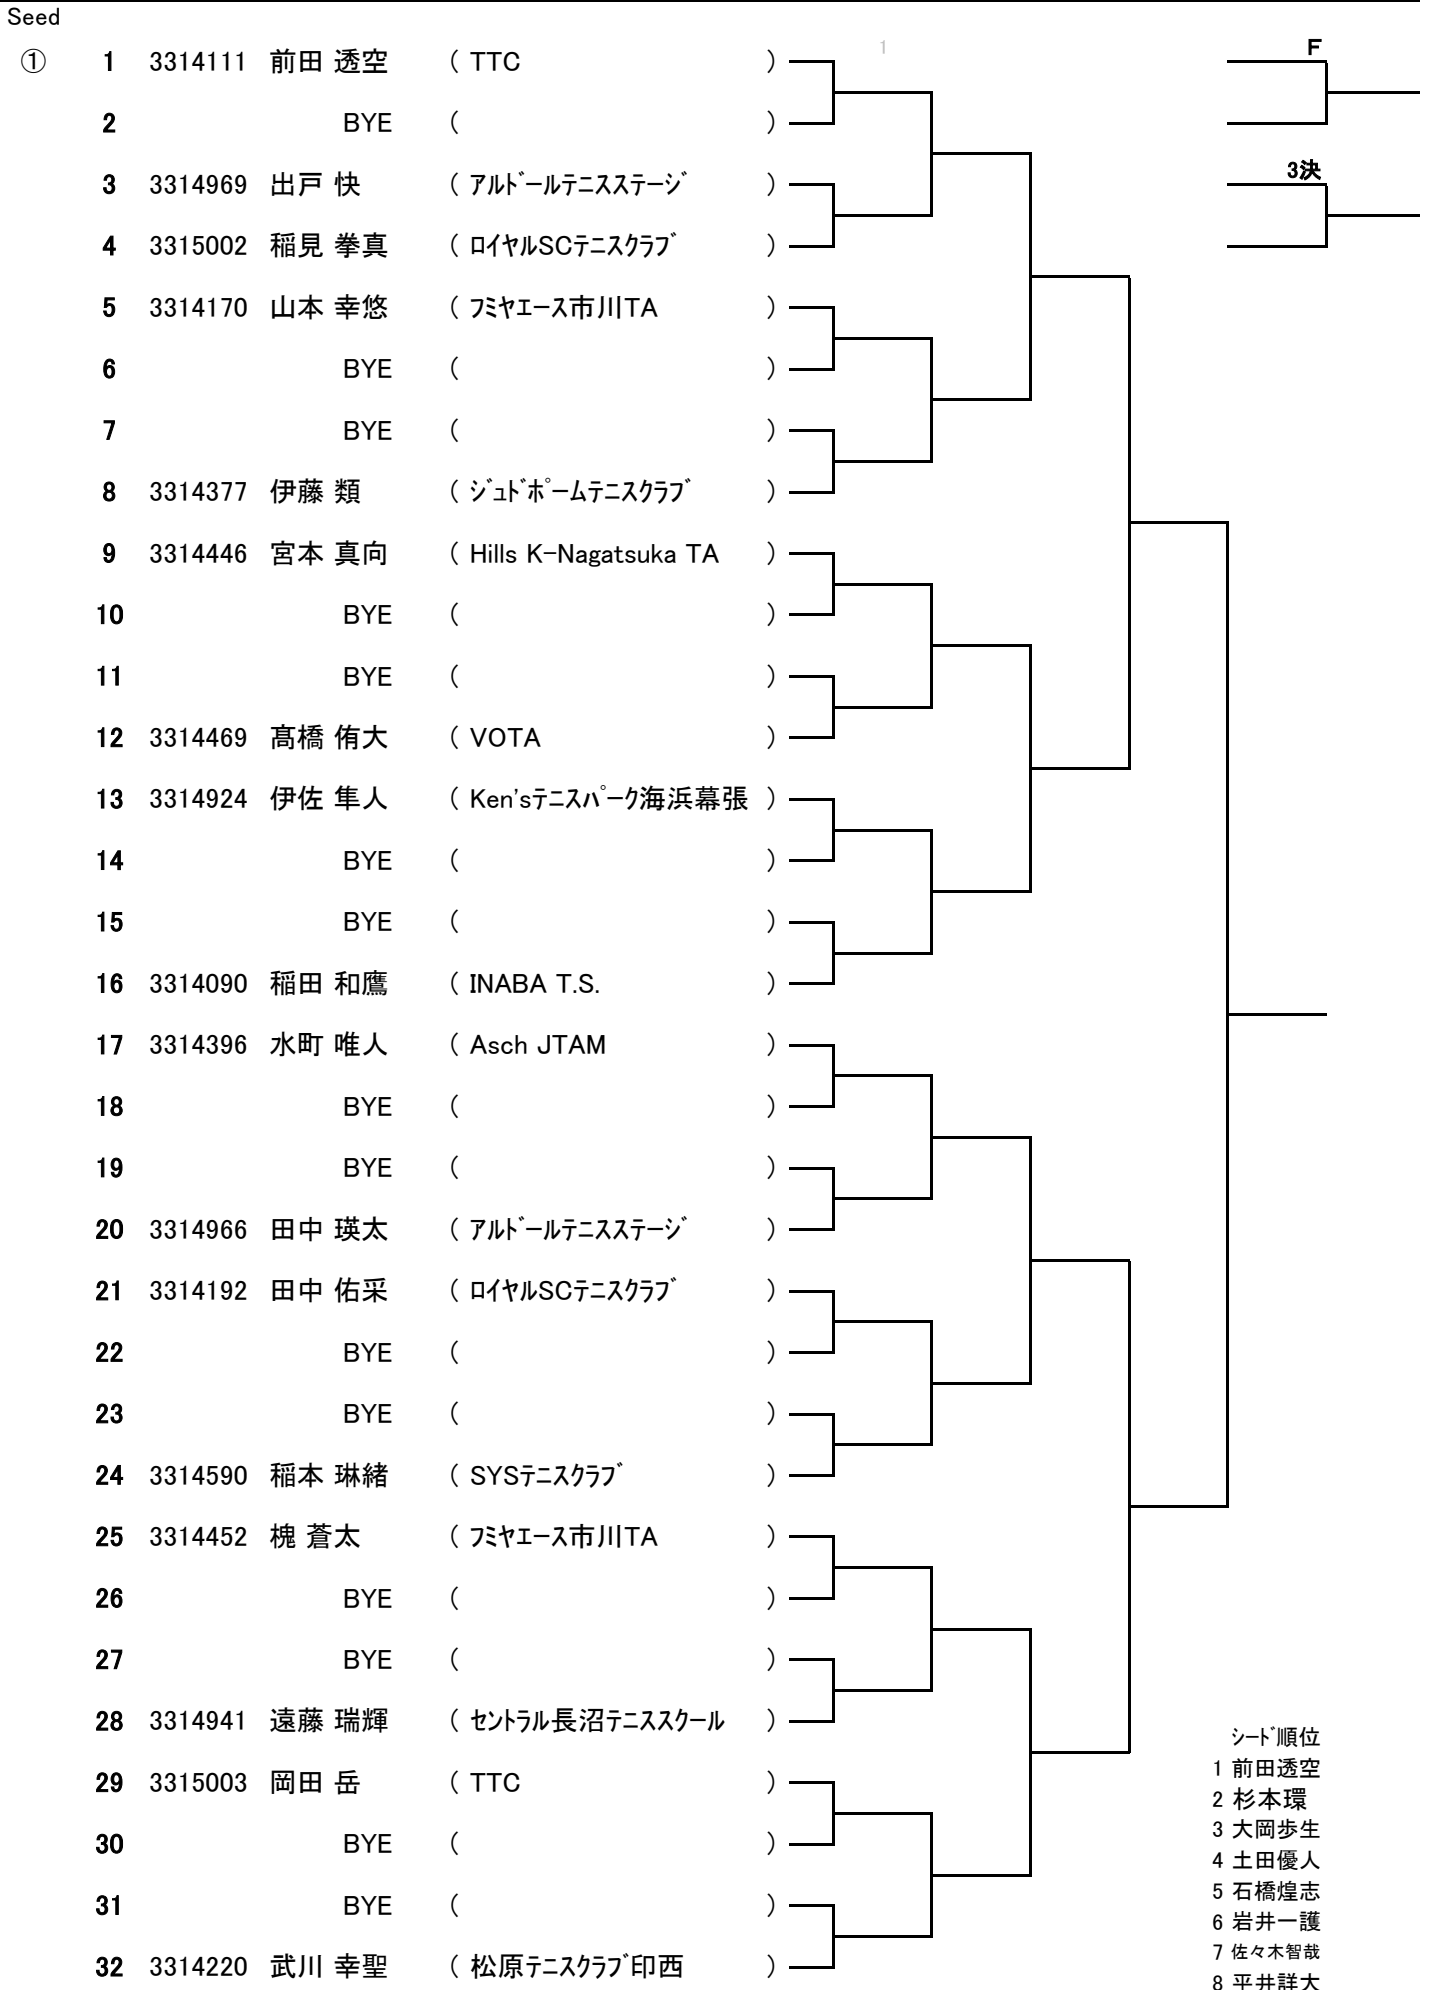 Seed
① 1 3314111 前田 透空 ( TTC ) 1 F
2 BYE ( )
3 3314969 出戸 快 ( ｱﾙﾄﾞｰﾙﾃﾆｽｽﾃｰｼﾞ ) 3決
4 3315002 稲見 拳真 ( ﾛｲﾔﾙSCﾃﾆｽｸﾗﾌﾞ )
5 3314170 山本 幸悠 ( ﾌﾐﾔｴｰｽ市川TA )
6 BYE ( )
7 BYE ( )
8 3314377 伊藤 類 ( ｼﾞｭﾄﾞﾎﾟｰﾑﾃﾆｽｸﾗﾌﾞ )
9 3314446 宮本 真向 ( Hills K-Nagatsuka TA )
10 BYE ( )
11 BYE ( )
12 3314469 髙橋 侑大 ( VOTA )
13 3314924 伊佐 隼人 ( Ken'sﾃﾆｽﾊﾟｰｸ海浜幕張 )
14 BYE ( )
15 BYE ( )
16 3314090 稲田 和鷹 ( INABA T.S. )
17 3314396 水町 唯人 ( Asch JTAM )
18 BYE ( )
19 BYE ( )
20 3314966 田中 瑛太 ( ｱﾙﾄﾞｰﾙﾃﾆｽｽﾃｰｼﾞ )
21 3314192 田中 佑采 ( ﾛｲﾔﾙSCﾃﾆｽｸﾗﾌﾞ )
22 BYE ( )
23 BYE ( )
24 3314590 稲本 琳緒 ( SYSﾃﾆｽｸﾗﾌﾞ )
25 3314452 槐 蒼太 ( ﾌﾐﾔｴｰｽ市川TA )
26 BYE ( )
27 BYE ( )
28 3314941 遠藤 瑞輝 ( ｾﾝﾄﾗﾙ長沼ﾃﾆｽｽｸｰﾙ )
29 3315003 岡田 岳 ( TTC )
30 BYE ( )
31 BYE ( )
32 3314220 武川 幸聖 ( 松原ﾃﾆｽｸﾗﾌﾞ印西 )
ｼｰﾄﾞ順位
1 前田透空
2 杉本環
3 大岡歩生
4 土田優人
5 石橋煌志
6 岩井一護
7 佐々木智哉
8 平井詳大